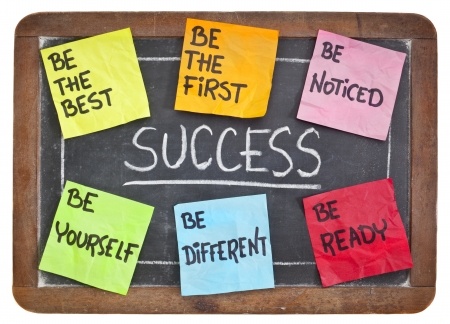 BE
THE
BEST
BE
THE
FIRST
BE
NOTICED
SUCCESS
BE
YOURSELF
BE
DIFFERENT
BE
READY